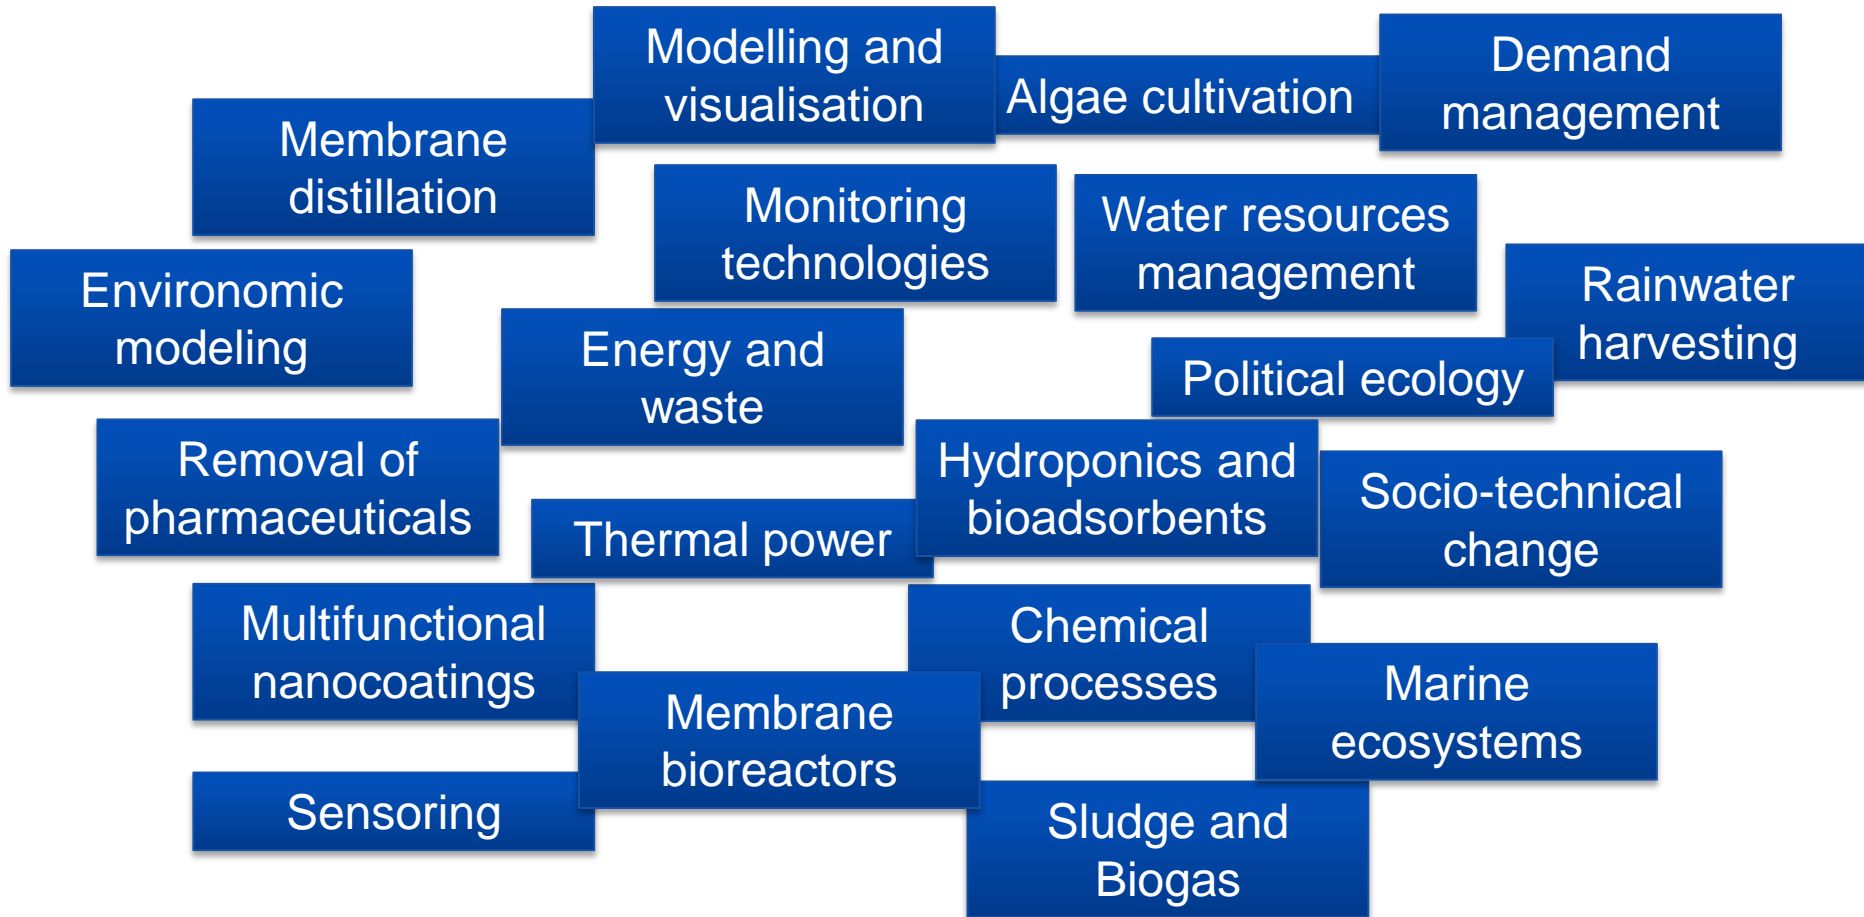 Modelling and
visualisation
Algae cultivation
Demand
management
Membrane
distillation
Monitoring
technologies
Water resources
management
Environomic
modeling
Rainwater
harvesting
Energy and
waste
Political ecology
Removal of
pharmaceuticals
Hydroponics and
bioadsorbents
Socio-technical
change
Thermal power
Multifunctional
nanocoatings
Chemical
processes
Marine
ecosystems
Membrane
bioreactors
Sensoring
Sludge and
Biogas